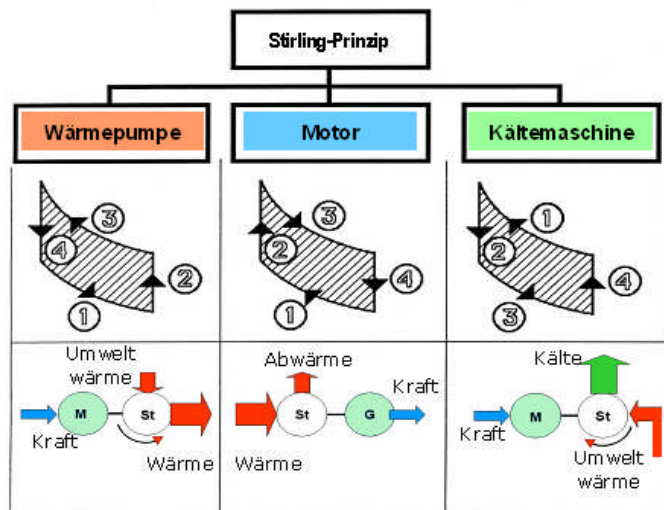 Stirling-Prinzip
Wärmepumpe
Motor
Kältemaschine
3
4
2
1
3
2
4
1
1
2
4
3
Umwelt
wärme
M
St
Kraft
Wärme
Abwärme
Kraft
St
G
Wärme
Kälte
M
St
Kraft
Umwelt
wärme